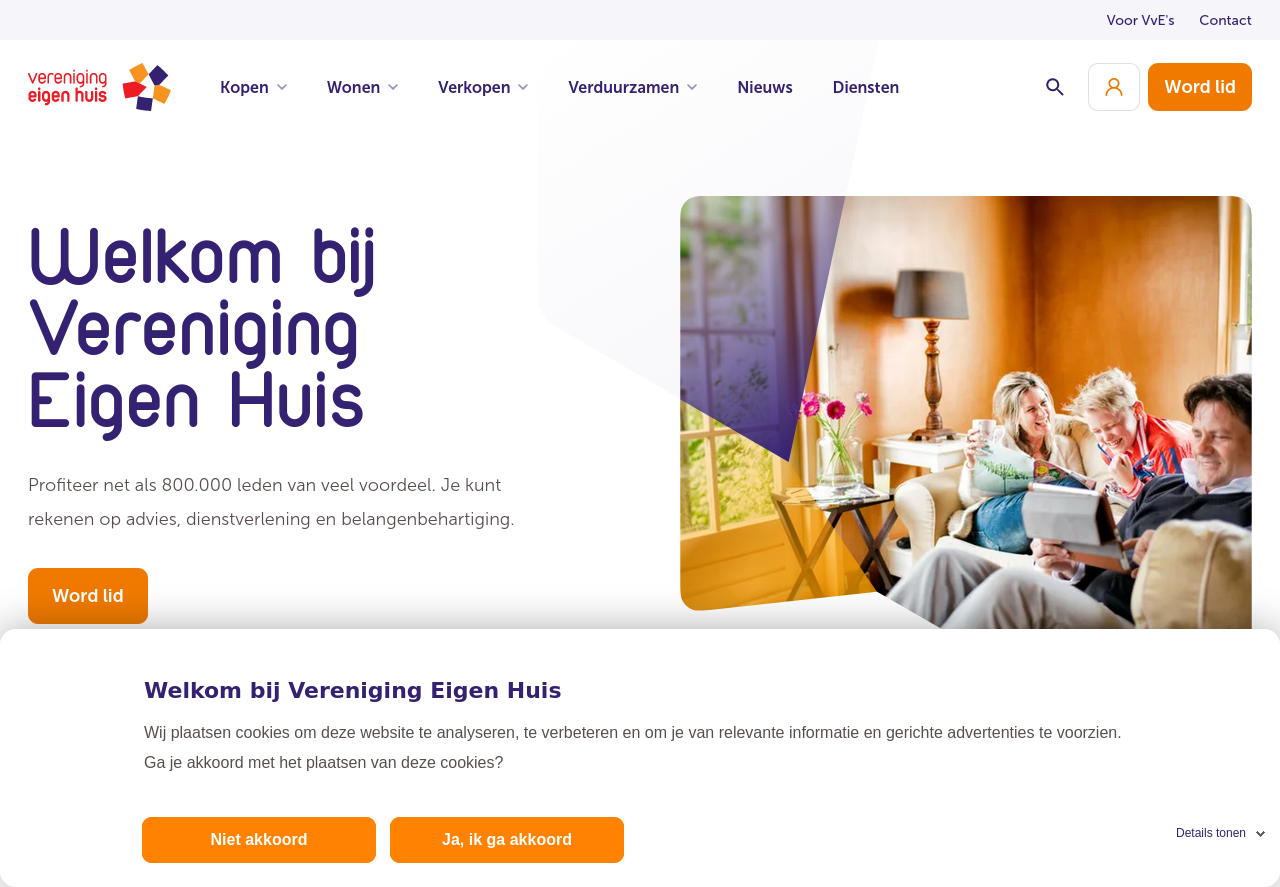 Voor VvE's Contact
vereniging
eigen huis
Kopen Wonen Verkopen Verduurzamen Nieuws Diensten
Word lid
Welkom bij
Vereniging
Eigen Huis
Profiteer net als 800.000 leden van veel voordeel. Je kunt
rekenen op advies, dienstverlening en belangenbehartiging.
Word lid
Welkom bij Vereniging Eigen Huis
Wij plaatsen cookies om deze website te analyseren, te verbeteren en om je van relevante informatie en gerichte advertenties te voorzien.
Ga je akkoord met het plaatsen van deze cookies?
Niet akkoord Ja, ik ga akkoord Details tonen